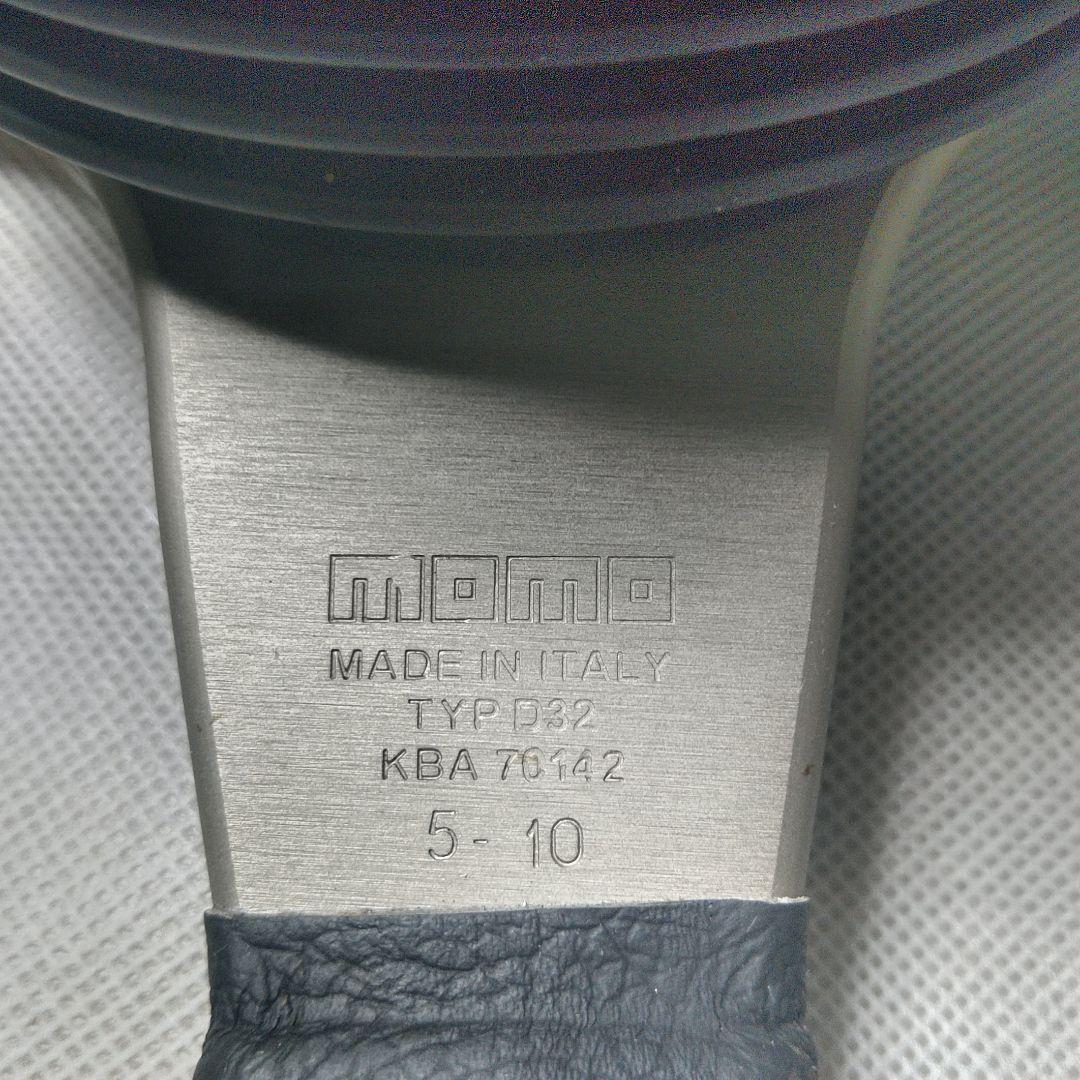 momo
MADE IN ITALY
TYP D32
KBA 70142
5 - 10